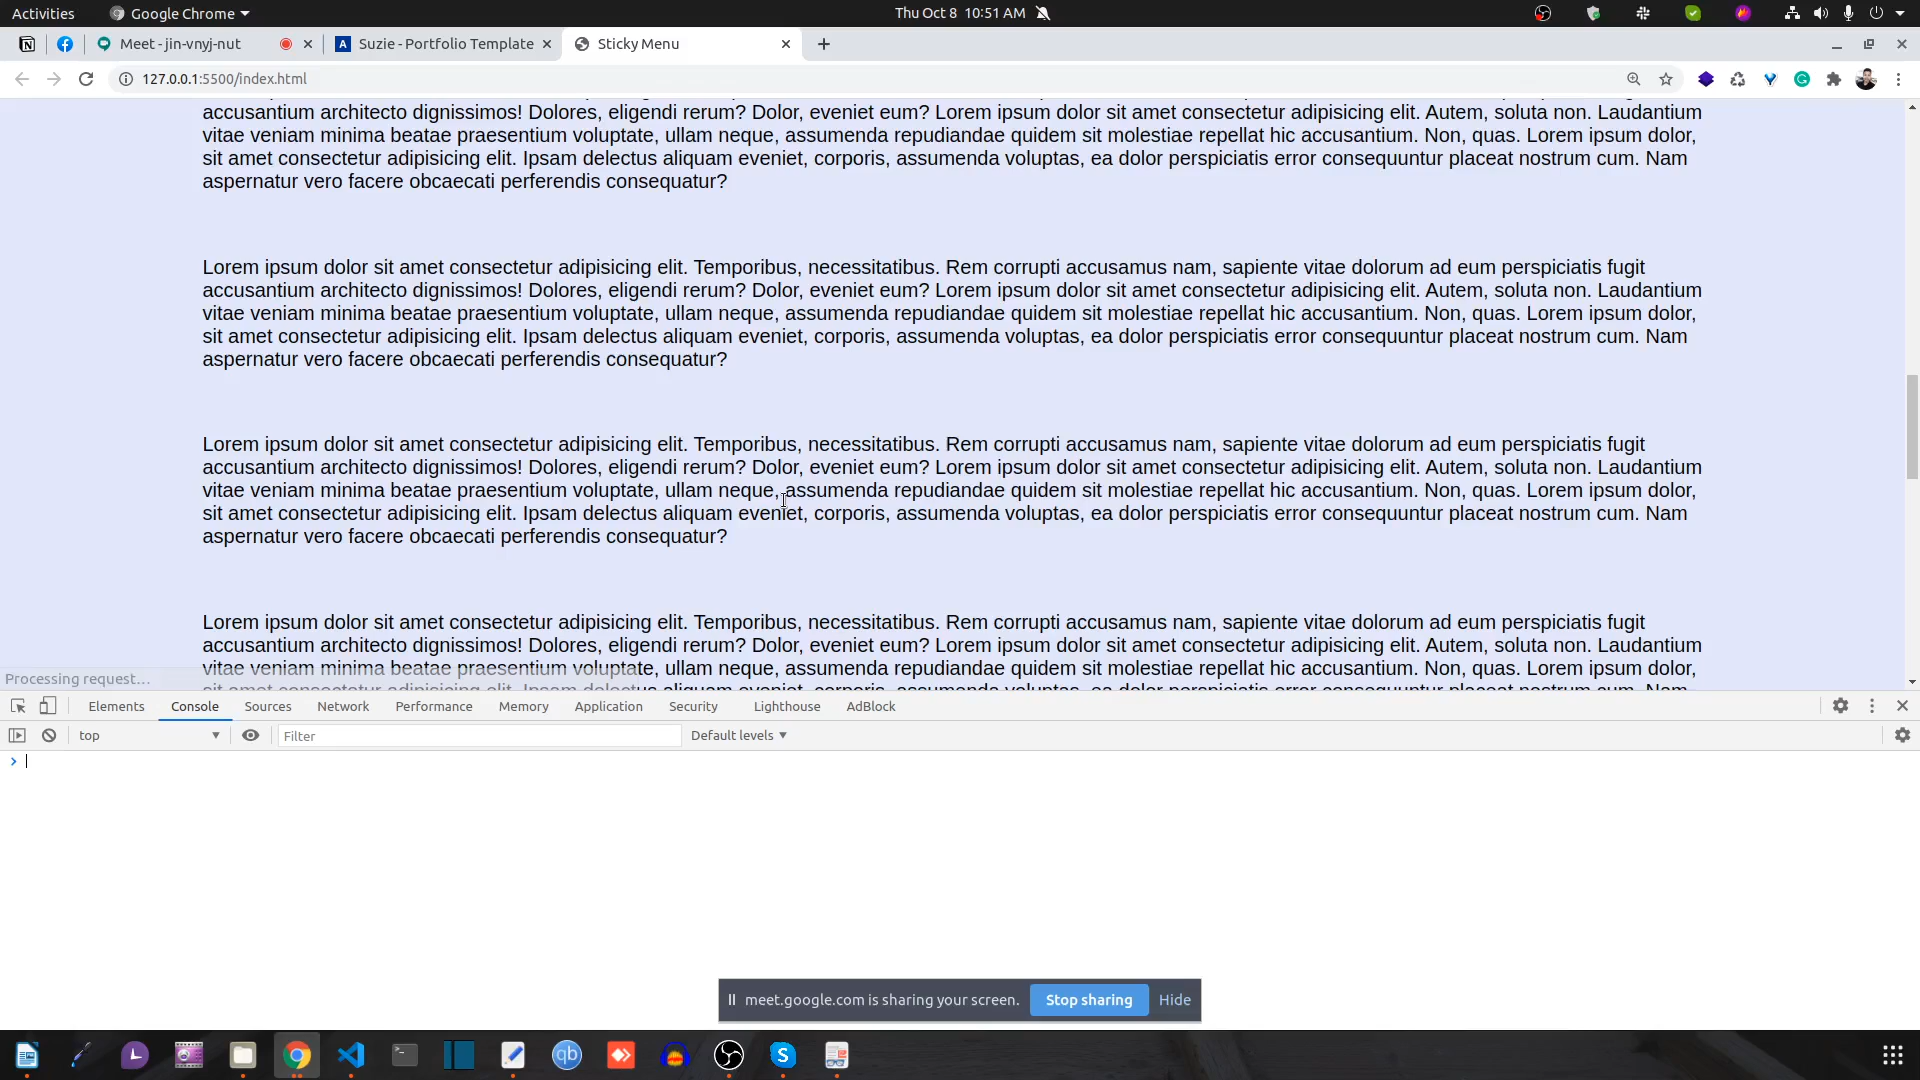 Activities
Google Chrome
Thu Oct 8 10:51 AM
Meet - jin-vnyj-nut
Suzie - Portfolio Template
Sticky Menu
127.0.0.1:5500/index.html
accusantium architecto dignissimos! Dolores, eligendi rerum? Dolor, eveniet eum? Lorem ipsum dolor sit amet consectetur adipisicing elit. Autem, soluta non. Laudantium
vitae veniam minima beatae praesentium voluptate, ullam neque, assumenda repudiandae quidem sit molestiae repellat hic accusantium. Non, quas. Lorem ipsum dolor,
sit amet consectetur adipisicing elit. Ipsam delectus aliquam eveniet, corporis, assumenda voluptas, ea dolor perspiciatis error consequuntur placeat nostrum cum. Nam
aspernatur vero facere obcaecati perferendis consequatur?
Lorem ipsum dolor sit amet consectetur adipisicing elit. Temporibus, necessitatibus. Rem corrupti accusamus nam, sapiente vitae dolorum ad eum perspiciatis fugit
accusantium architecto dignissimos! Dolores, eligendi rerum? Dolor, eveniet eum? Lorem ipsum dolor sit amet consectetur adipisicing elit. Autem, soluta non. Laudantium
vitae veniam minima beatae praesentium voluptate, ullam neque, assumenda repudiandae quidem sit molestiae repellat hic accusantium. Non, quas. Lorem ipsum dolor,
sit amet consectetur adipisicing elit. Ipsam delectus aliquam eveniet, corporis, assumenda voluptas, ea dolor perspiciatis error consequuntur placeat nostrum cum. Nam
aspernatur vero facere obcaecati perferendis consequatur?
Lorem ipsum dolor sit amet consectetur adipisicing elit. Temporibus, necessitatibus. Rem corrupti accusamus nam, sapiente vitae dolorum ad eum perspiciatis fugit
accusantium architecto dignissimos! Dolores, eligendi rerum? Dolor, eveniet eum? Lorem ipsum dolor sit amet consectetur adipisicing elit. Autem, soluta non. Laudantium
vitae veniam minima beatae praesentium voluptate, ullam neque, assumenda repudiandae quidem sit molestiae repellat hic accusantium. Non, quas. Lorem ipsum dolor,
sit amet consectetur adipisicing elit. Ipsam delectus aliquam eveniet, corporis, assumenda voluptas, ea dolor perspiciatis error consequuntur placeat nostrum cum. Nam
aspernatur vero facere obcaecati perferendis consequatur?
Lorem ipsum dolor sit amet consectetur adipisicing elit. Temporibus, necessitatibus. Rem corrupti accusamus nam, sapiente vitae dolorum ad eum perspiciatis fugit
accusantium architecto dignissimos! Dolores, eligendi rerum? Dolor, eveniet eum? Lorem ipsum dolor sit amet consectetur adipisicing elit. Autem, soluta non. Laudantium
vitae veniam minima beatae praesentium voluptate, ullam neque, assumenda repudiandae quidem sit molestiae repellat hic accusantium. Non, quas. Lorem ipsum dolor,
Processing request…
Elements Console Sources Network Performance Memory Application Security Lighthouse AdBlock
top Filter Default levels
meet.google.com is sharing your screen. Stop sharing Hide